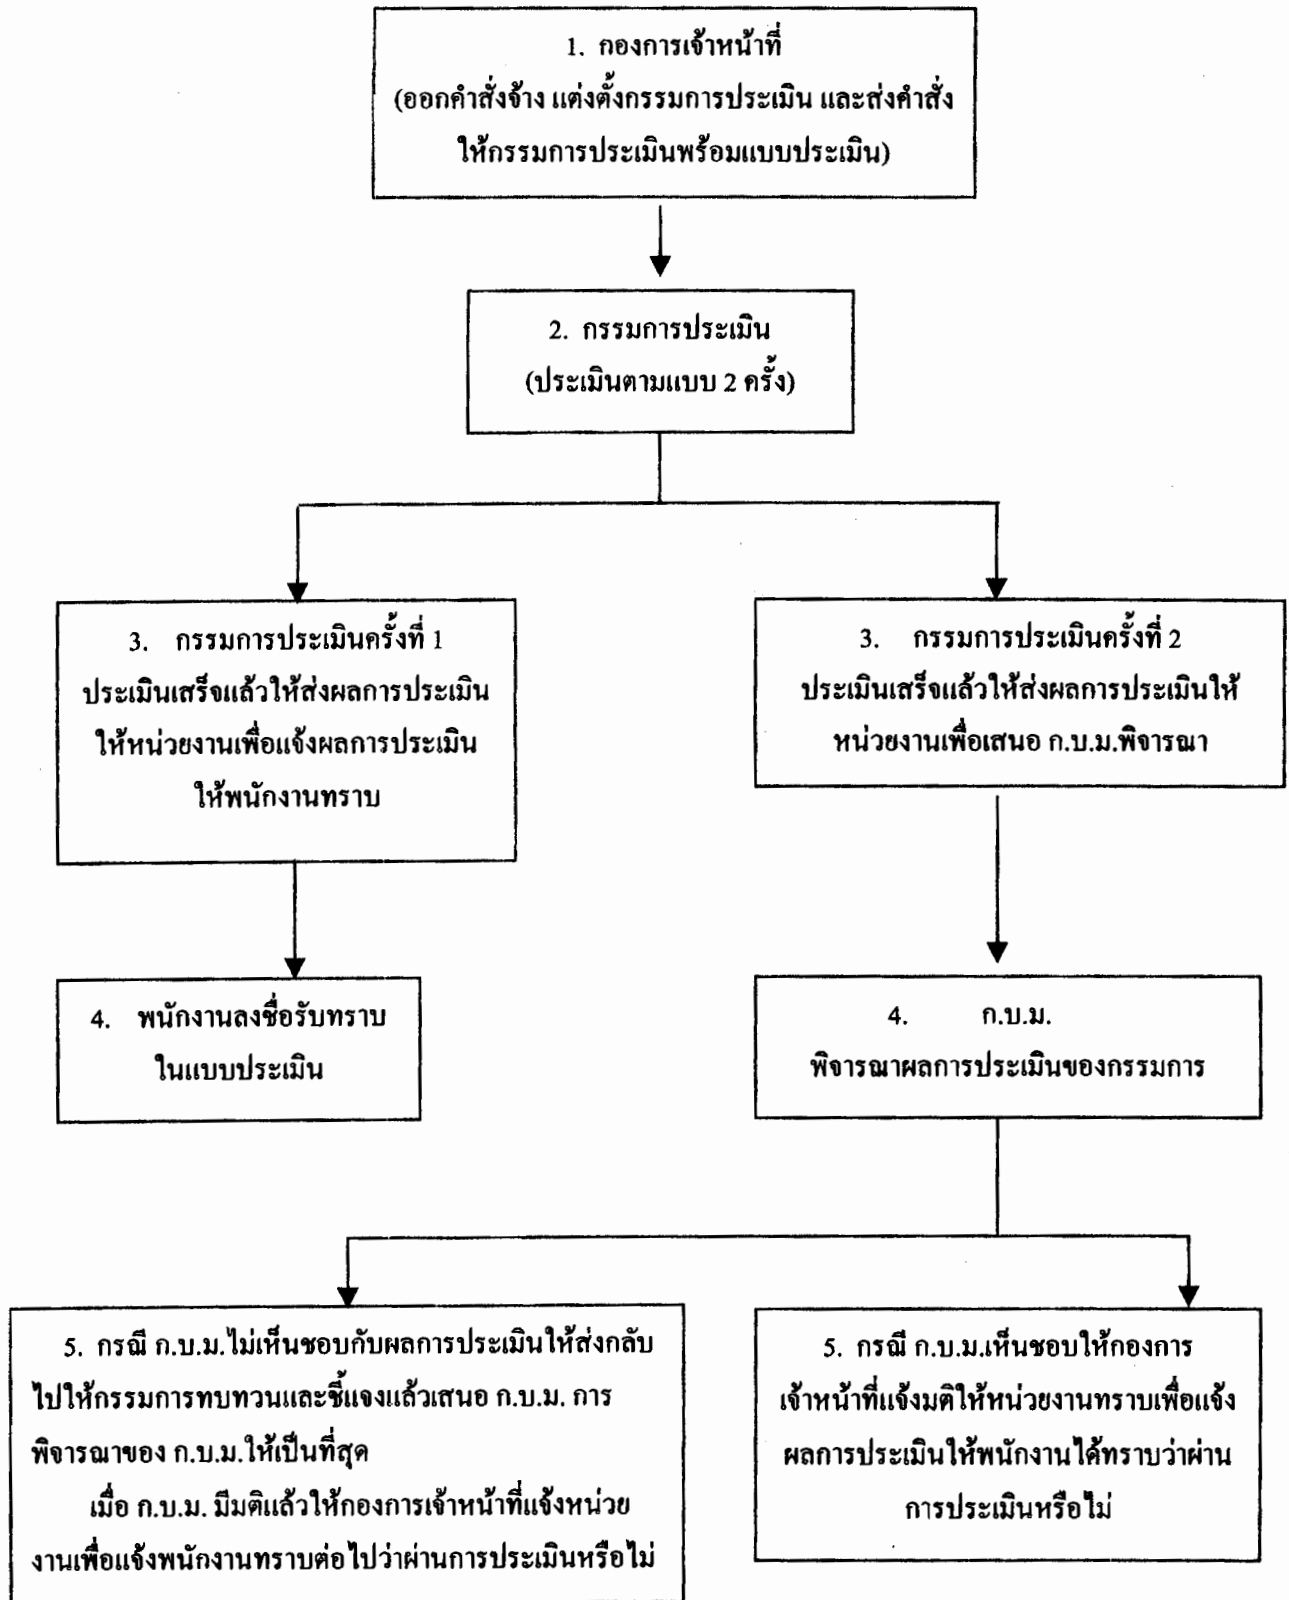 1. กองการเจ้าหน้าที่
(ออกคำสั่งจ้าง แต่งตั้งกรรมการประเมิน และส่งคำสั่ง
ให้กรรมการประเมินพร้อมแบบประเมิน)
2. กรรมการประเมิน
(ประเมินตามแบบ 2 ครั้ง)
3. กรรมการประเมินครั้งที่ 1
ประเมินเสร็จแล้วให้ส่งผลการประเมิน
ให้หน่วยงานเพื่อแจ้งผลการประเมิน
ให้พนักงานทราบ
3. กรรมการประเมินครั้งที่ 2
ประเมินเสร็จแล้วให้ส่งผลการประเมินให้
หน่วยงานเพื่อเสนอ ก.บ.ม.พิจารณา
4. พนักงานลงชื่อรับทราบ
ในแบบประเมิน
4. ก.บ.ม.
พิจารณาผลการประเมินของกรรมการ
5. กรณี ก.บ.ม.ไม่เห็นชอบกับผลการประเมินให้ส่งกลับ
ไปให้กรรมการทบทวนและชี้แจงแล้วเสนอ ก.บ.ม. การ
พิจารณาของ ก.บ.ม.ให้เป็นที่สุด
เมื่อ ก.บ.ม. มีมติแล้วให้กองการเจ้าหน้าที่แจ้งหน่วย
งานเพื่อแจ้งพนักงานทราบต่อไปว่าผ่านการประเมินหรือไม่
5. กรณี ก.บ.ม.เห็นชอบให้กองการ
เจ้าหน้าที่แจ้งมติให้หน่วยงานทราบเพื่อแจ้ง
ผลการประเมินให้พนักงานได้ทราบว่าผ่าน
การประเมินหรือไม่